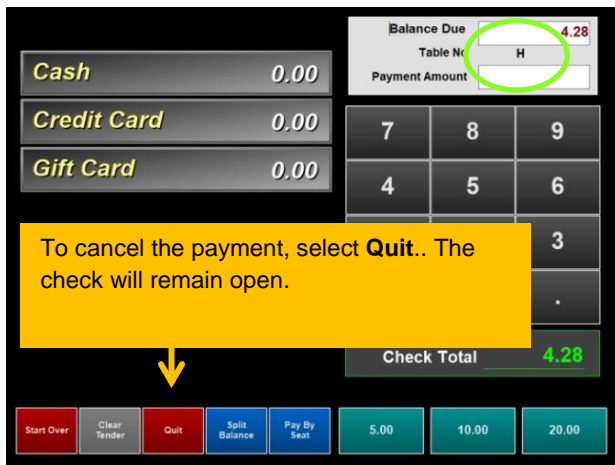 Balance Due 4.28
Table No H
Payment Amount
Cash 0.00
Credit Card 0.00
Gift Card 0.00
7 8 9
4 5 6
3
.
To cancel the payment, select Quit.. The
check will remain open.
Check Total 4.28
Start Over
Clear
Tender
Quit
Split
Balance
Pay By
Seat
5.00
10.00
20.00